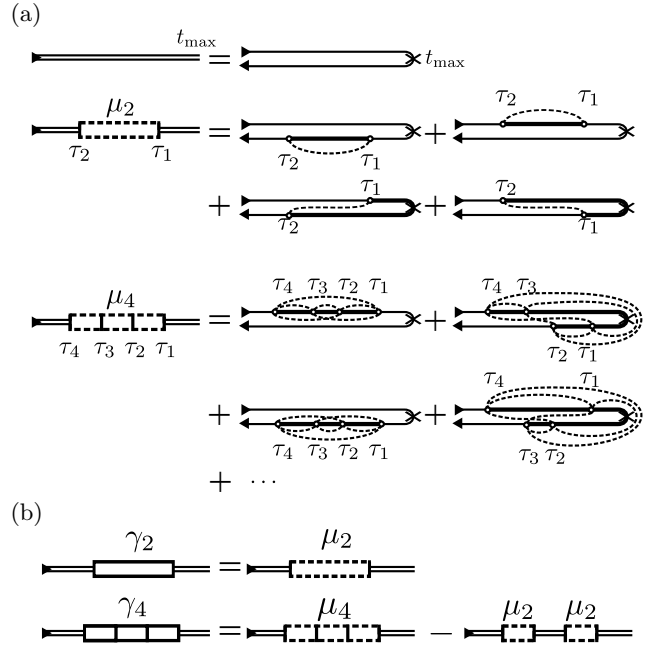 (a)
t_max = t_max
μ₂
τ₂ τ₁ = τ₂ τ₁ + τ₂ τ₁
+ τ₁ τ₂ + τ₂ τ₁
μ₄
τ₄ τ₃ τ₂ τ₁ = τ₄ τ₃ τ₂ τ₁ + τ₄ τ₃ τ₂ τ₁
+ τ₄ τ₃ τ₂ τ₁ + τ₄ τ₁ τ₃ τ₂
+ ...
(b)
γ₂ = μ₂
γ₄ = μ₄ − μ₂ μ₂